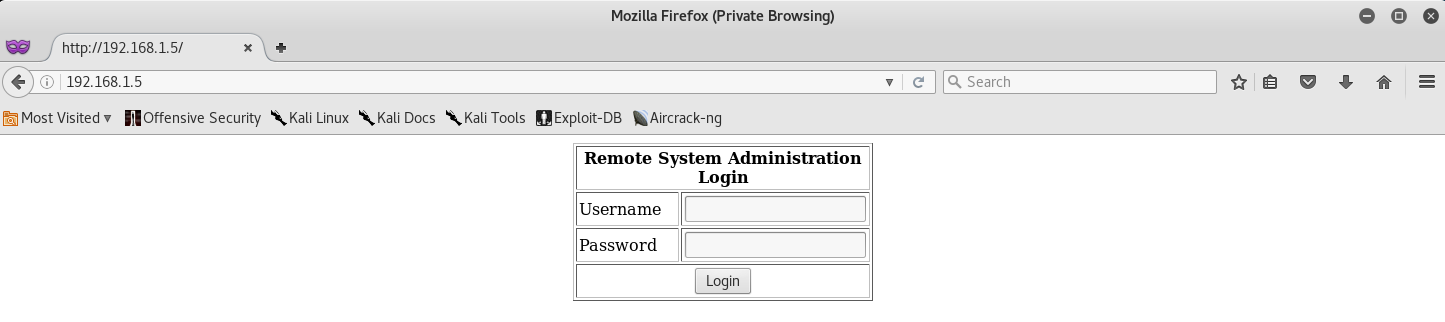 Mozilla Firefox (Private Browsing)
http://192.168.1.5/
192.168.1.5
Search
Most Visited
Offensive Security
Kali Linux
Kali Docs
Kali Tools
Exploit-DB
Aircrack-ng
Remote System Administration
Login
Username
Password
Login